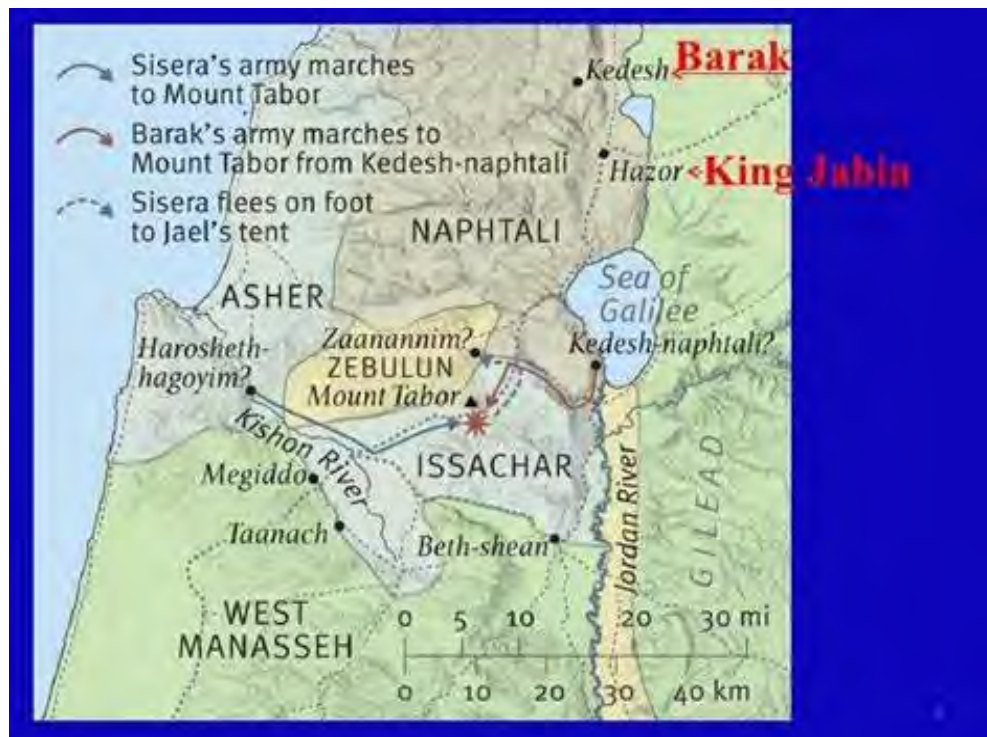 Sisera's army marches
to Mount Tabor
Barak's army marches to
Mount Tabor from Kedesh-naphtali
Sisera flees on foot
to Jael's tent
Kedesh
<Barak
Hazor
<King Jabin
NAPHTALI
Sea of
Galilee
ASHER
Zaanannim?
Kedesh-naphtali?
Harosheth-
hagoyim?
ZEBULUN
Mount Tabor
Kishon River
ISSACHAR
Megiddo
Taanach
Beth-shean
Jordan River
GILEAD
WEST
MANASSEH
0 5 10 20 30 mi
0 10 20 30 40 km